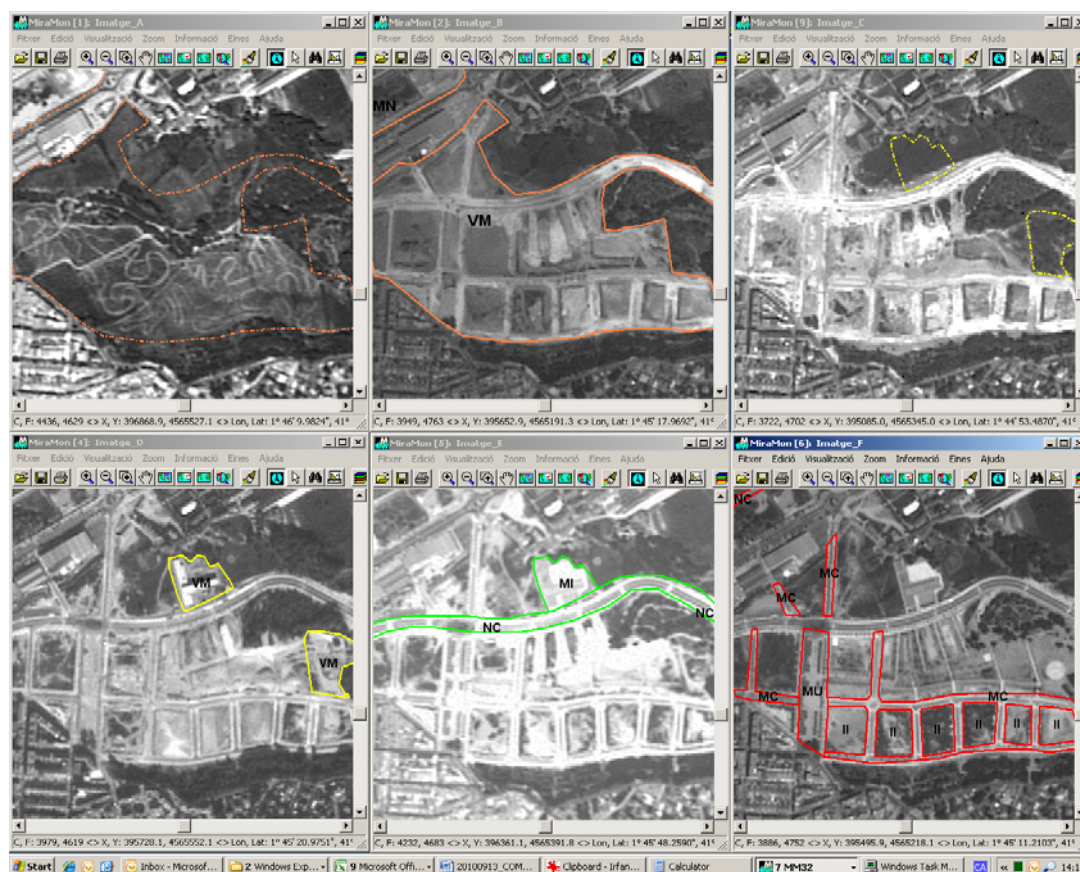 MiraMon [1]: Imatge_A
Fitxer Edició Visualització Zoom Informació Eines Ajuda
C, F: 4436, 4629 <> X, Y: 396868.9, 4565527.1 <> Lon, Lat: 1° 46' 9.9824", 41°
MiraMon [2]: Imatge_B
Fitxer Edició Visualització Zoom Informació Eines Ajuda
MN
VM
C, F: 3949, 4763 <> X, Y: 395652.9, 4565191.3 <> Lon, Lat: 1° 45' 17.9692", 41°
MiraMon [9]: Imatge_C
Fitxer Edició Visualització Zoom Informació Eines Ajuda
C, F: 3722, 4702 <> X, Y: 395085.0, 4565345.0 <> Lon, Lat: 1° 44' 53.4870", 41°
MiraMon [4]: Imatge_D
Fitxer Edició Visualització Zoom Informació Eines Ajuda
VM
VM
C, F: 3979, 4619 <> X, Y: 395728.1, 4565552.1 <> Lon, Lat: 1° 45' 20.9751", 41°
MiraMon [5]: Imatge_E
Fitxer Edició Visualització Zoom Informació Eines Ajuda
MI
NC
NC
C, F: 4232, 4683 <> X, Y: 396361.1, 4565391.8 <> Lon, Lat: 1° 45' 48.2590", 41°
MiraMon [6]: Imatge_F
Fitxer Edició Visualització Zoom Informació Eines Ajuda
NC
MC
MC
MC
MU
MC
II
II
II
II
II
II
C, F: 3886, 4752 <> X, Y: 395495.9, 4565218.1 <> Lon, Lat: 1° 45' 11.2103", 41°
Start
Inbox - Microsof...
2 Windows Exp...
9 Microsoft Offi...
20100913_COM...
Clipboard - Irfan...
Calculator
7 MM32
Windows Task M...
CA